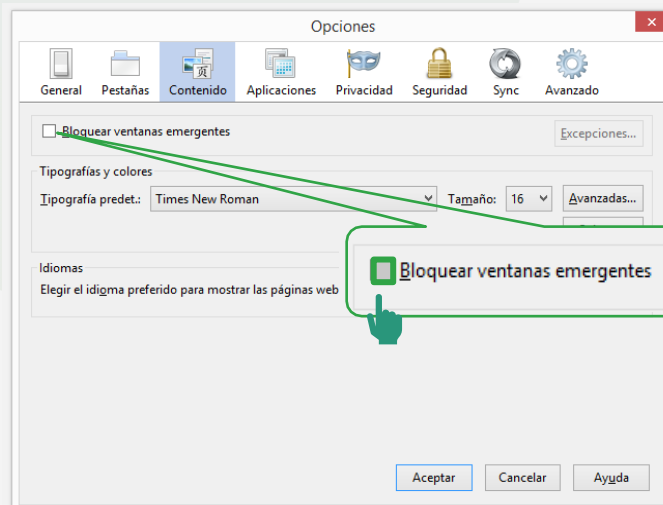 Opciones
General Pestañas Contenido Aplicaciones Privacidad Seguridad Sync Avanzado
页
Bloquear ventanas emergentes Excepciones...
Tipografías y colores
Tipografía predet.: Times New Roman Tamaño: 16 Avanzadas...
Bloquear ventanas emergentes
Idiomas
Elegir el idioma preferido para mostrar las páginas web
Aceptar Cancelar Ayuda